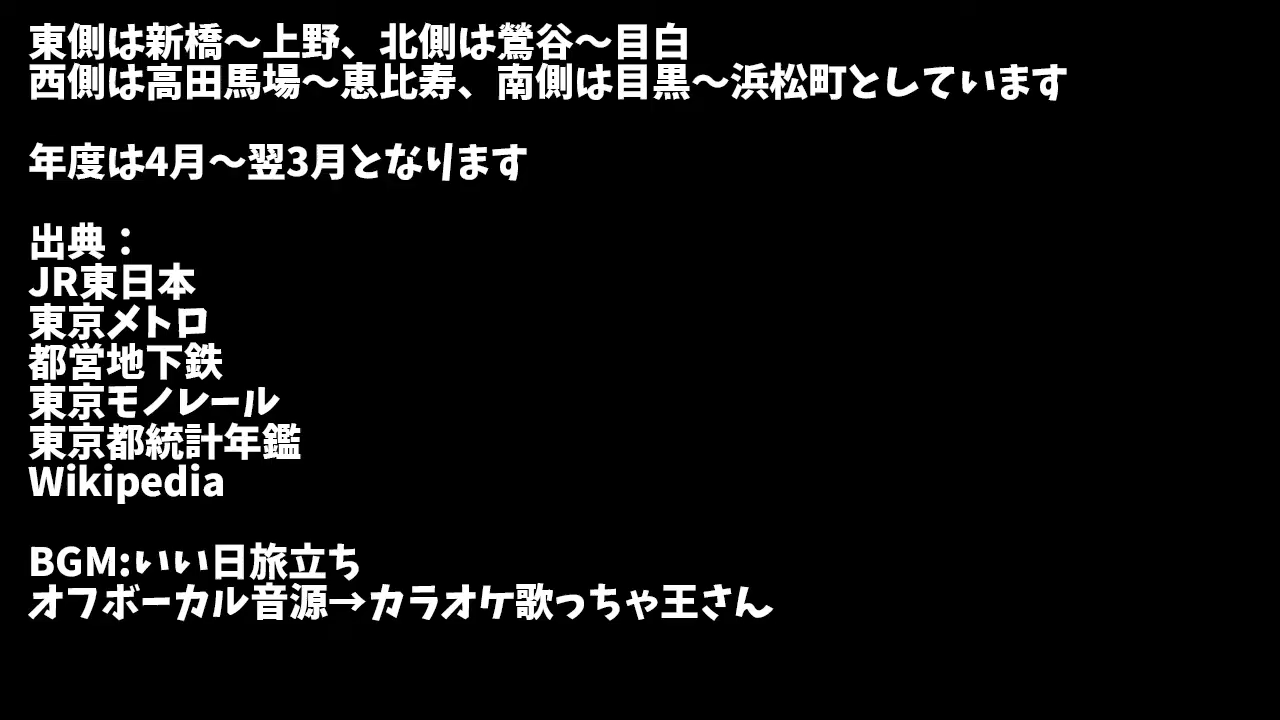 東側は新橋～上野、北側は鶯谷～目白
西側は高田馬場～恵比寿、南側は目黒～浜松町としています
年度は4月～翌3月となります
出典：
JR東日本
東京メトロ
都営地下鉄
東京モノレール
東京都統計年鑑
Wikipedia
BGM:いい日旅立ち
オフボーカル音源→カラオケ歌っちゃ王さん